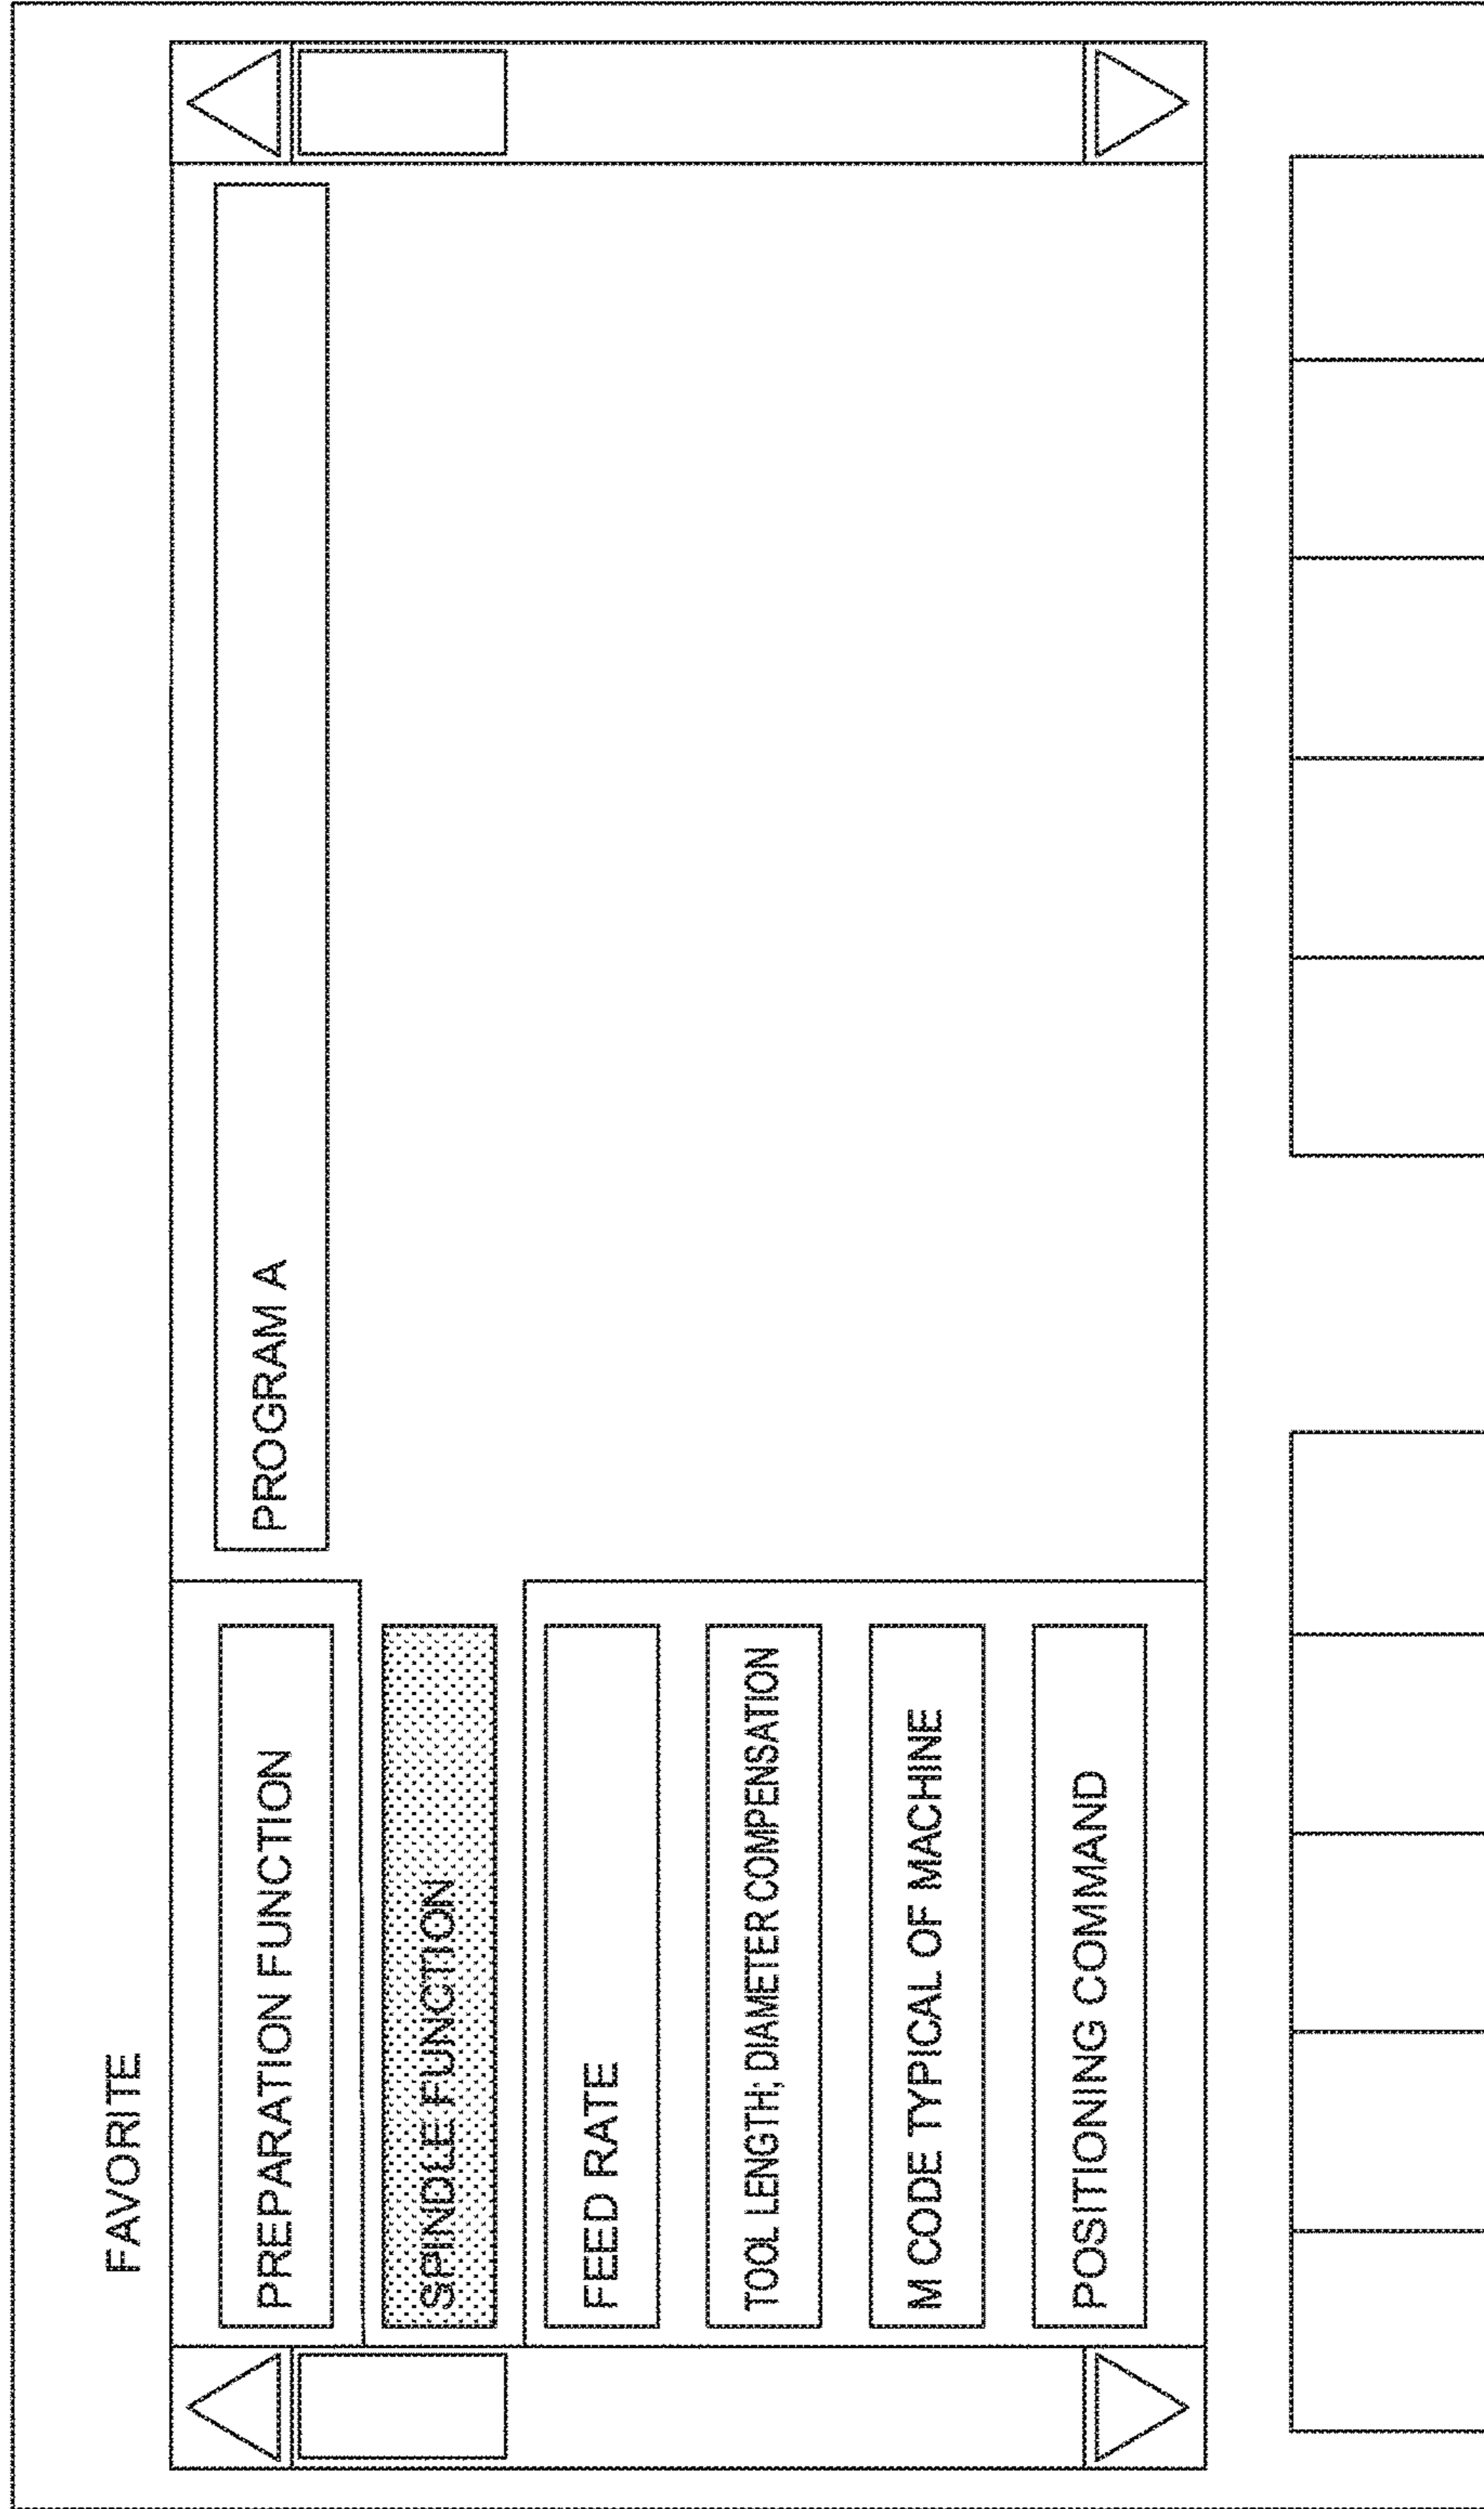 FAVORITE
PREPARATION FUNCTION
SPINDLE FUNCTION
FEED RATE
TOOL LENGTH; DIAMETER COMPENSATION
M CODE TYPICAL OF MACHINE
POSITIONING COMMAND
PROGRAM A